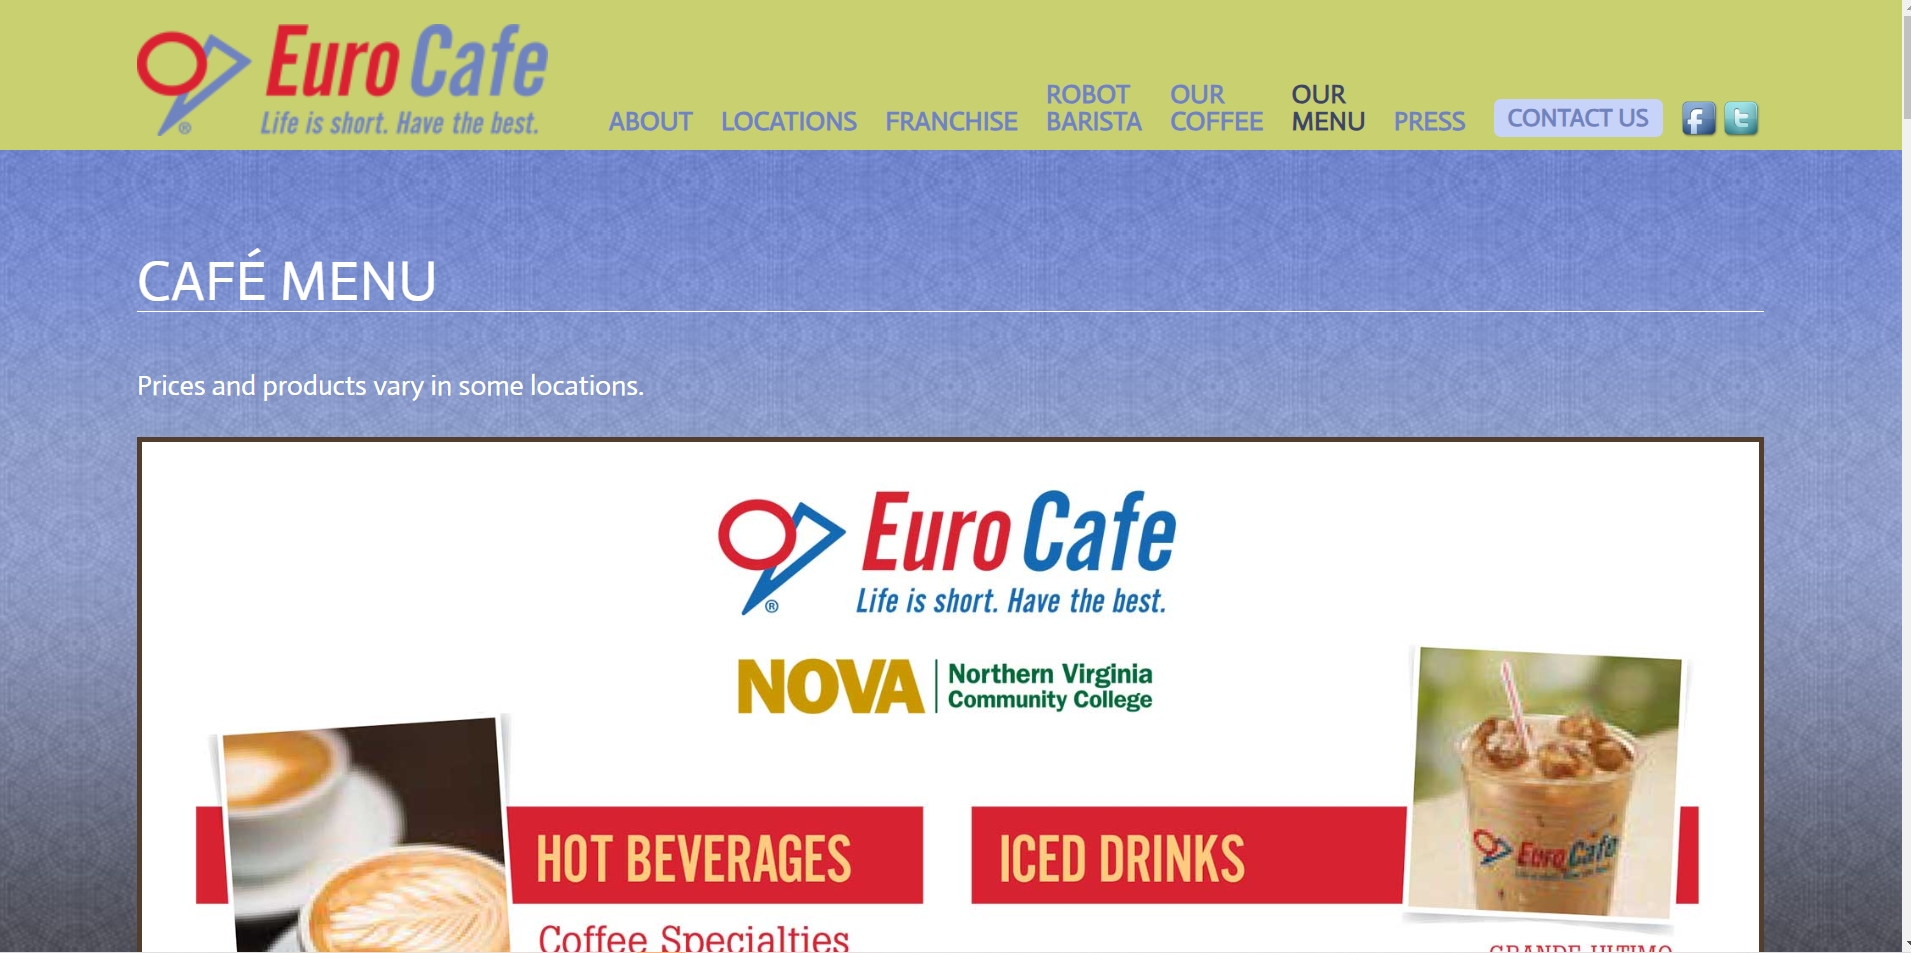 Euro Cafe
Life is short. Have the best.
®
ABOUT
LOCATIONS
FRANCHISE
ROBOT
BARISTA
OUR
COFFEE
OUR
MENU
PRESS
CONTACT US
f
t
CAFÉ MENU
Prices and products vary in some locations.
Euro Cafe
Life is short. Have the best.
®
NOVA
Northern Virginia
Community College
HOT BEVERAGES
ICED DRINKS
Euro Cafe
Coffee Specialties
GRANDE ULTIMO